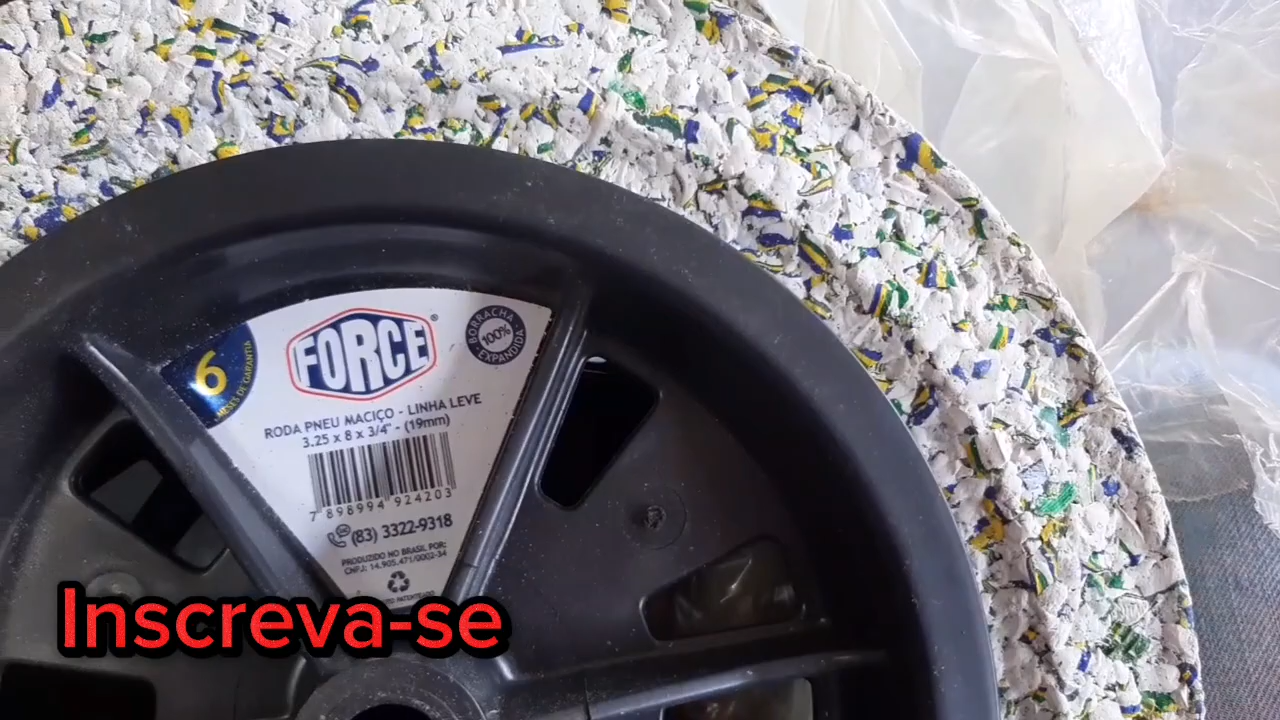 6
MESES DE GARANTIA
FORCE®
BORRACHA
100%
EXPANDIDA
RODA PNEU MACIÇO - LINHA LEVE
3.25 x 8 x 3/4" - (19mm)
7 898994 924203
(83) 3322-9318
PRODUZIDO NO BRASIL POR:
CNPJ: 14.905.471/0002-34
PATENTEADO
Inscreva-se